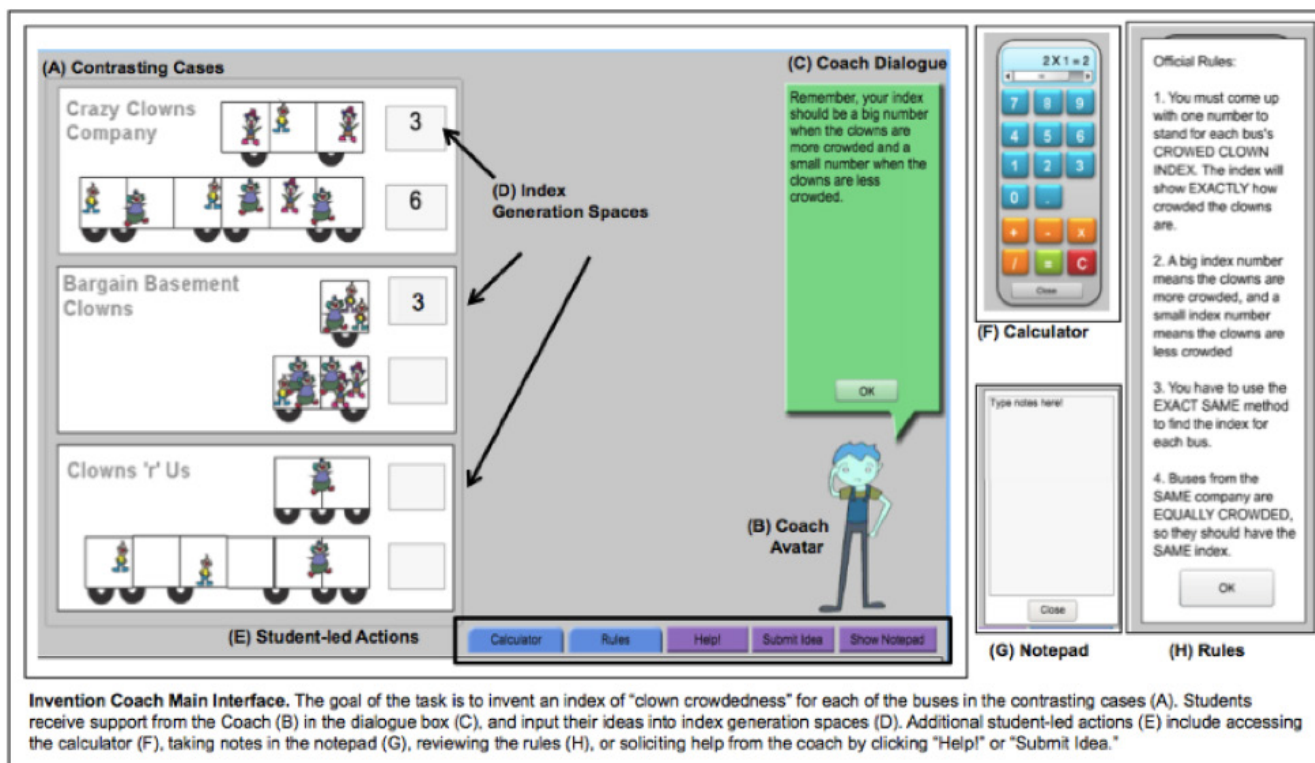 (A) Contrasting Cases
Crazy Clowns
Company
3
6
Bargain Basement
Clowns
3
Clowns 'r' Us
(D) Index
Generation Spaces
(C) Coach Dialogue
Remember, your index
should be a big number
when the clowns are
more crowded and a
small number when the
clowns are less
crowded.
OK
(B) Coach
Avatar
(E) Student-led Actions
Calculator
Rules
Help!
Submit Idea
Show Notepad
2 X 1 = 2
7 8 9
4 5 6
1 2 3
0 .
+ - x
/ = C
Close
(F) Calculator
Type notes here!
Close
(G) Notepad
Official Rules:
1. You must come up
with one number to
stand for each bus's
CROWED CLOWN
INDEX. The index will
show EXACTLY how
crowded the clowns
are.
2. A big index number
means the clowns are
more crowded, and a
small index number
means the clowns are
less crowded
3. You have to use the
EXACT SAME method
to find the index for
each bus.
4. Buses from the
SAME company are
EQUALLY CROWDED,
so they should have the
SAME index.
OK
(H) Rules
Invention Coach Main Interface. The goal of the task is to invent an index of "clown crowdedness" for each of the buses in the contrasting cases (A). Students
receive support from the Coach (B) in the dialogue box (C), and input their ideas into index generation spaces (D). Additional student-led actions (E) include accessing
the calculator (F), taking notes in the notepad (G), reviewing the rules (H), or soliciting help from the coach by clicking "Help!" or "Submit Idea."